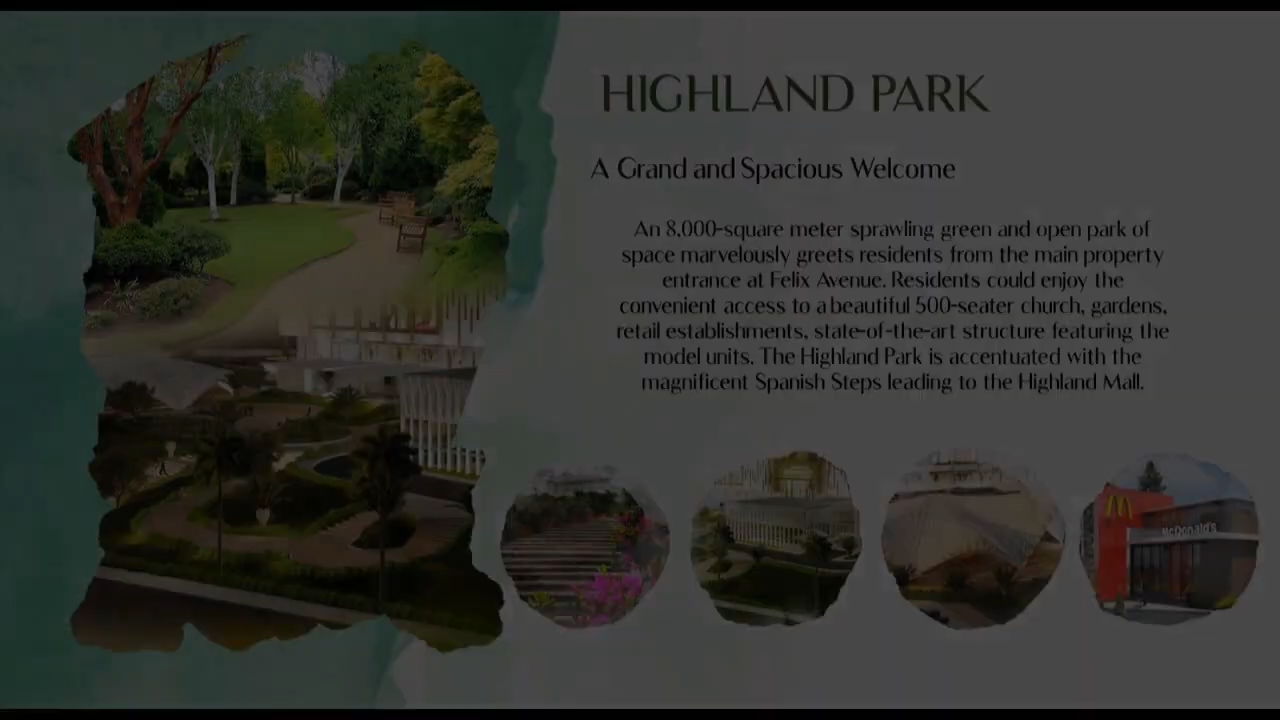 HIGHLAND PARK
A Grand and Spacious Welcome
An 8,000-square meter sprawling green and open park of
space marvelously greets residents from the main property
entrance at Felix Avenue. Residents could enjoy the
convenient access to a beautiful 500-seater church, gardens,
retail establishments, state-of-the-art structure featuring the
model units. The Highland Park is accentuated with the
magnificent Spanish Steps leading to the Highland Mall.
McDonald's